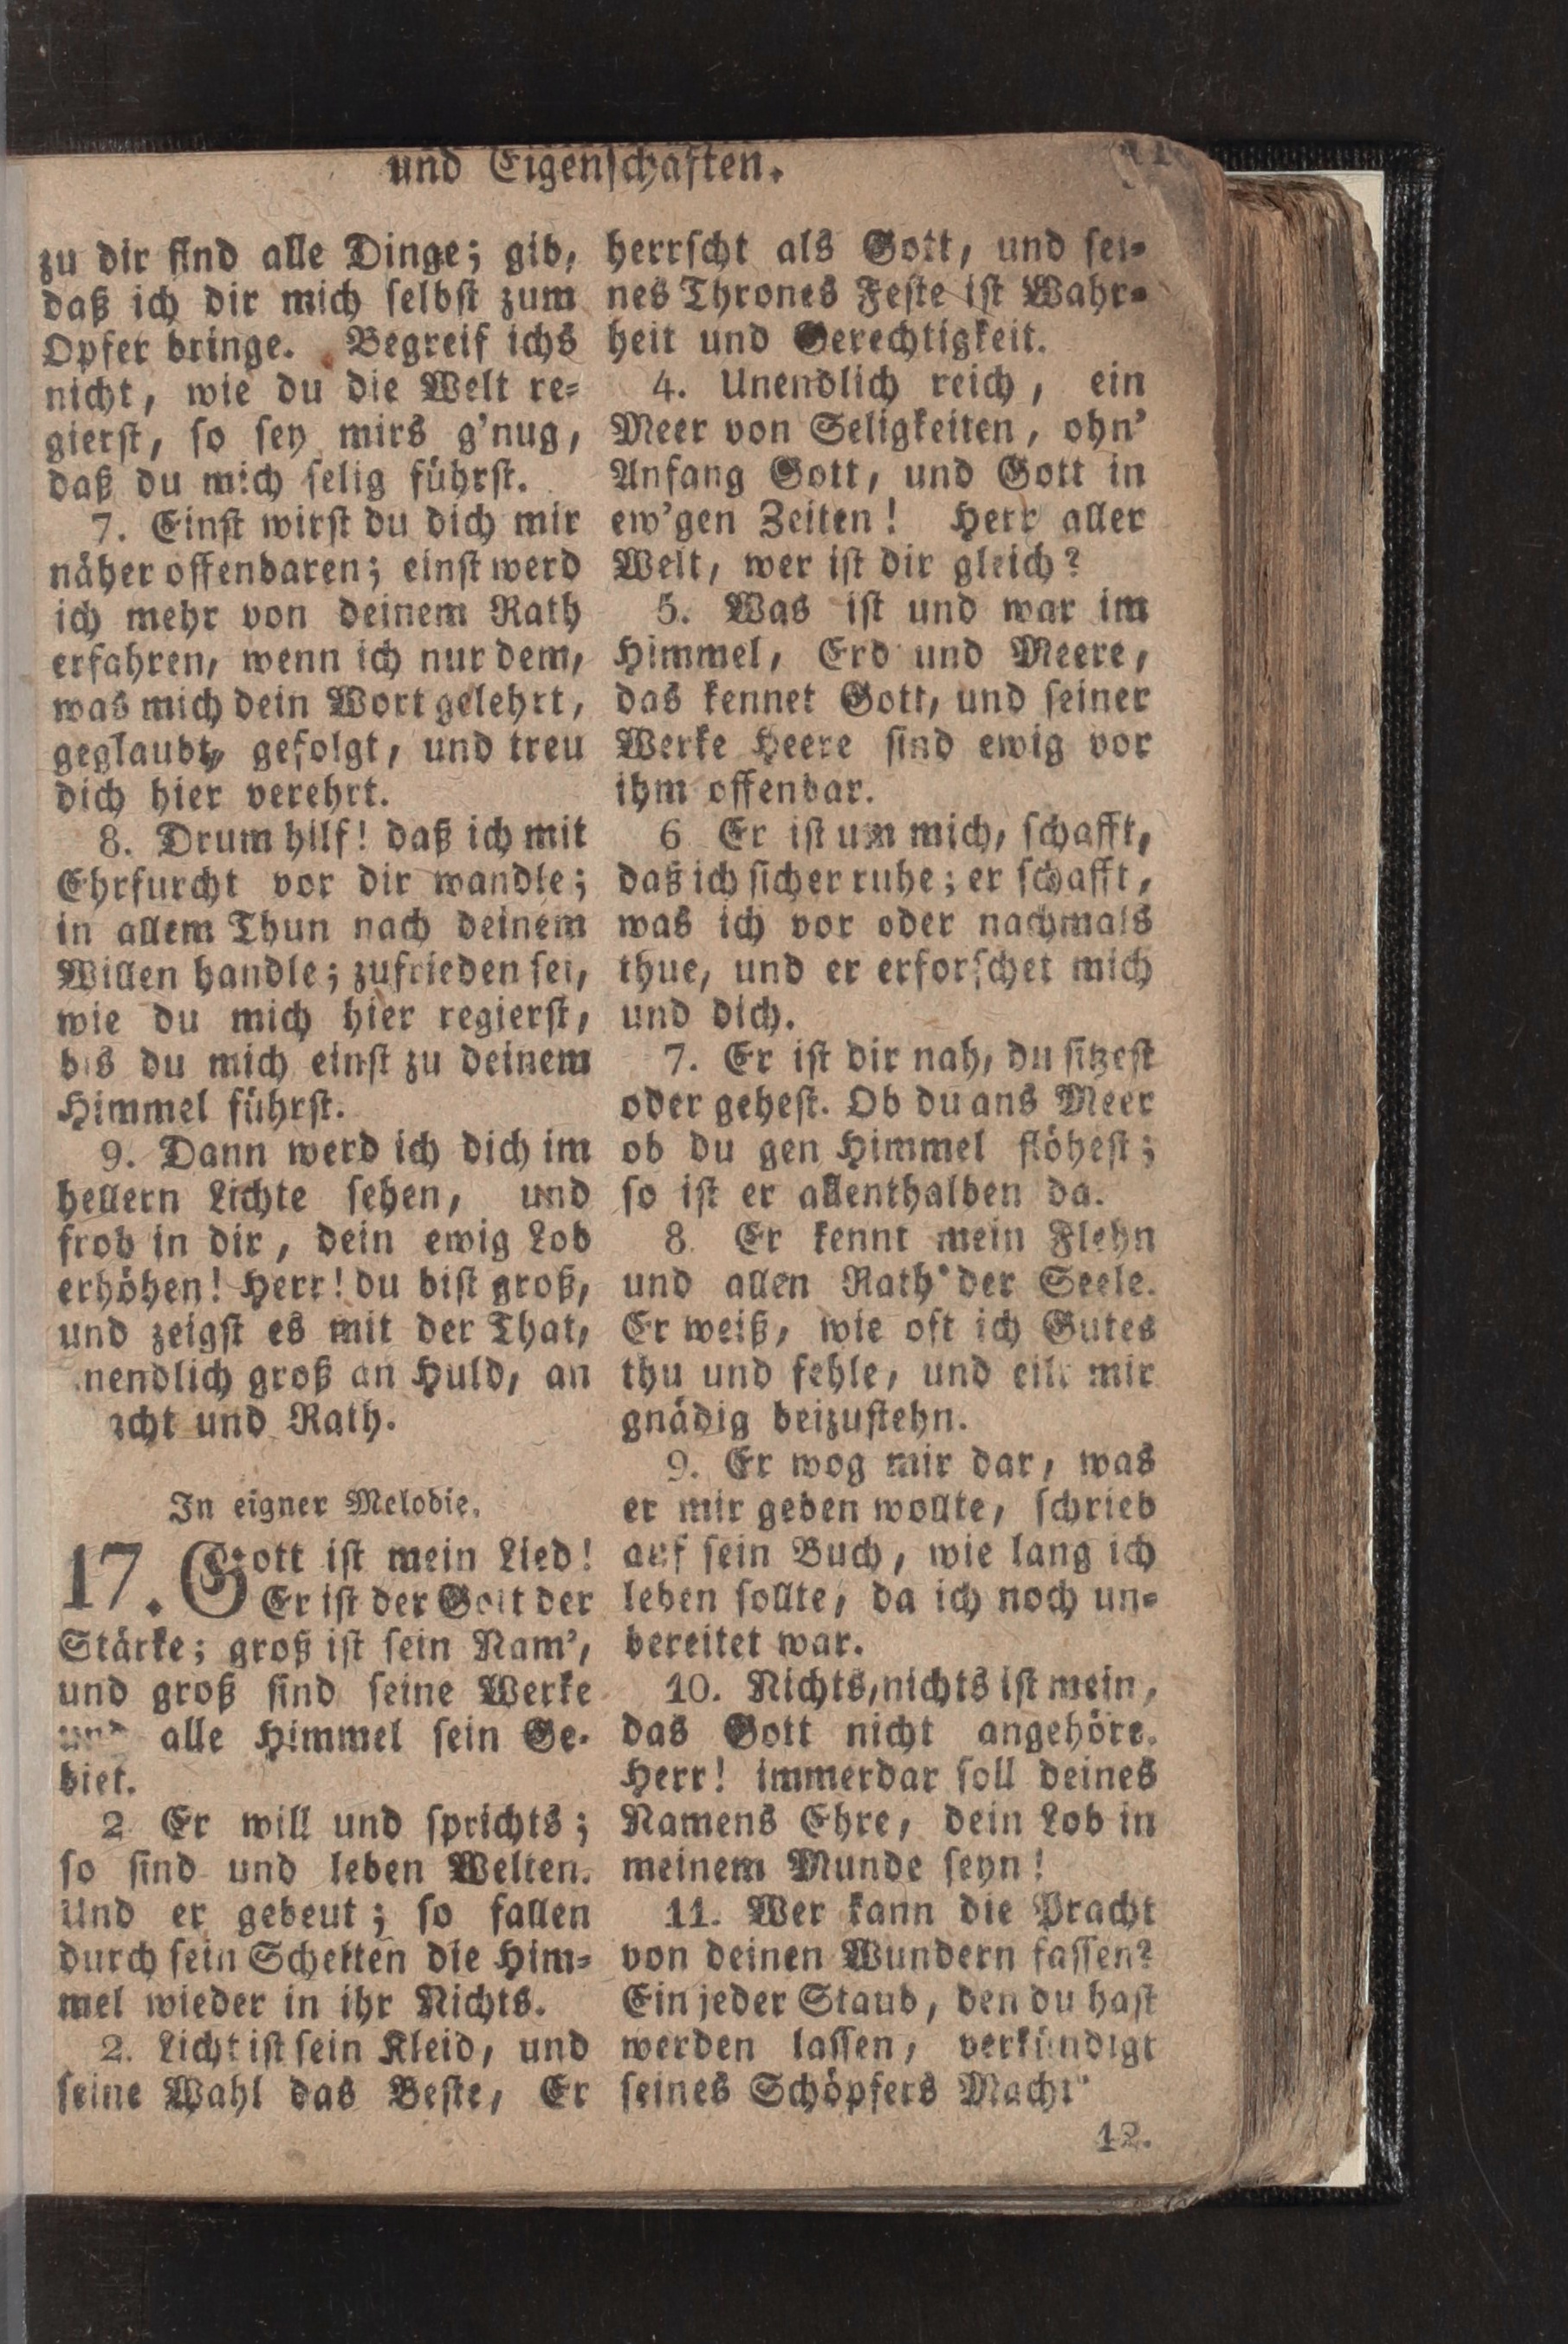 und Eigenschaften.
zu dir sind alle Dinge; gib,
daß ich dir mich selbst zum
Opfer bringe. Begreif ichs
nicht, wie du die Welt re-
gierst, so sey mirs g'nug,
daß du mich selig führst.
7. Einst wirst du dich mir
näher offenbaren; einst werd
ich mehr von deinem Rath
erfahren, wenn ich nur dem,
was mich dein Wort gelehrt,
geglaubt, gefolgt, und treu
dich hier verehrt.
8. Drum hilf! daß ich mit
Ehrfurcht vor dir wandle;
in allem Thun nach deinem
Willen handle; zufrieden sei,
wie du mich hier regierst,
bis du mich einst zu deinem
Himmel führst.
9. Dann werd ich dich im
hellern Lichte sehen, und
froh in dir, dein ewig Lob
erhöhen! Herr! du bist groß,
und zeigst es mit der That,
nendlich groß an Huld, an
acht und Rath.
In eigner Melodie.
17. Gott ist mein Lied!
Er ist der Gott der
Stärke; groß ist sein Nam',
und groß sind seine Werke
und alle Himmel sein Ge-
biet.
2 Er will und sprichts;
so sind und leben Welten.
Und er gebeut; so fallen
durch sein Schelten die Him-
mel wieder in ihr Nichts.
2. Licht ist sein Kleid, und
seine Wahl das Beste, Er
herrscht als Gott, und sei-
nes Thrones Feste ist Wahr-
heit und Gerechtigkeit.
4. Unendlich reich, ein
Meer von Seligkeiten, ohn'
Anfang Gott, und Gott in
ew'gen Zeiten! Herr aller
Welt, wer ist dir gleich?
5. Was ist und war im
Himmel, Erd und Meere,
das kennet Gott, und seiner
Werke Heere sind ewig vor
ihm offenbar.
6 Er ist um mich, schafft,
daß ich sicher ruhe; er schafft,
was ich vor oder nachmals
thue, und er erforschet mich
und dich.
7. Er ist dir nah, du sitzest
oder gehest. Ob du ans Meer
ob du gen Himmel flöhest;
so ist er allenthalben da.
8. Er kennt mein Flehn
und allen Rath der Seele.
Er weiß, wie oft ich Gutes
thu und fehle, und eilt mir
gnädig beizustehn.
9. Er wog mir dar, was
er mir geben wollte, schrieb
auf sein Buch, wie lang ich
leben sollte, da ich noch un-
bereitet war.
10. Nichts, nichts ist mein,
das Gott nicht angehöre.
Herr! immerdar soll deines
Namens Ehre, dein Lob in
meinem Munde seyn!
11. Wer kann die Pracht
von deinen Wundern fassen?
Ein jeder Staub, den du hast
werden lassen, verkündigt
seines Schöpfers Macht
12.